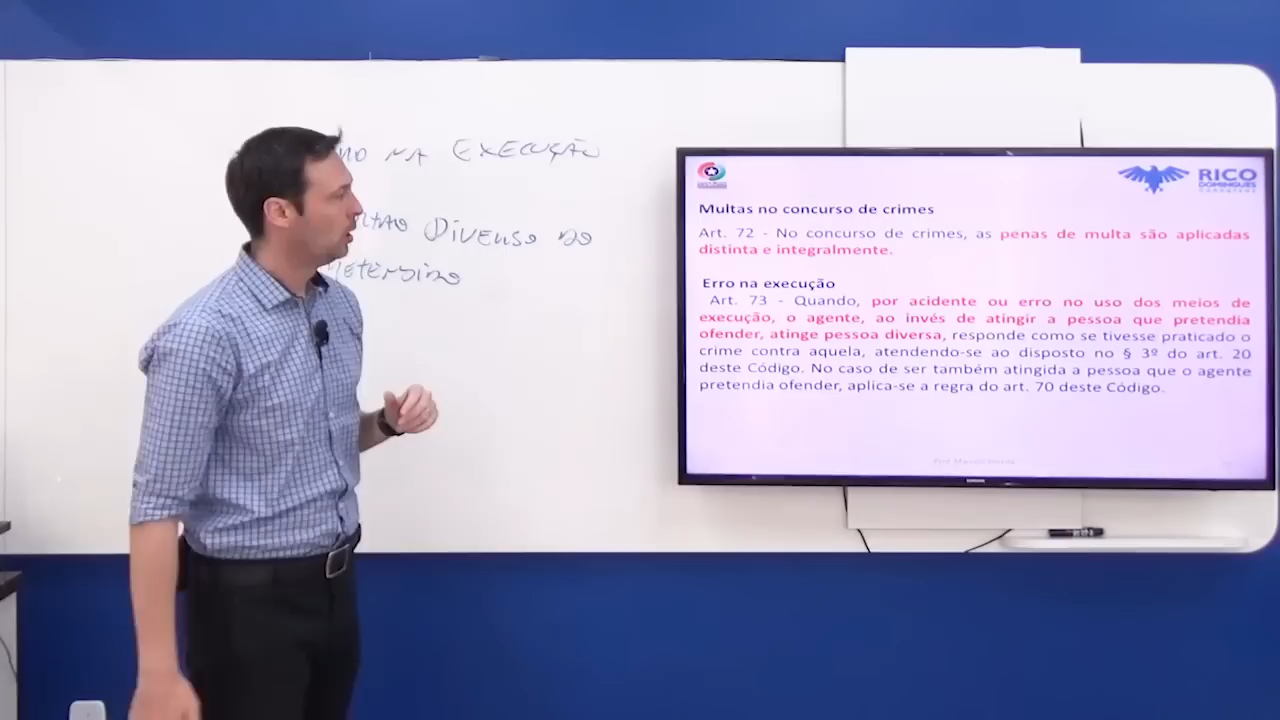 NA EXECUÇÃO
DIVERSO DO
RICO
DOMINGUES
Multas no concurso de crimes
Art. 72 - No concurso de crimes, as penas de multa são aplicadas
distinta e integralmente.
Erro na execução
Art. 73 - Quando, por acidente ou erro no uso dos meios de
execução, o agente, ao invés de atingir a pessoa que pretendia
ofender, atinge pessoa diversa, responde como se tivesse praticado o
crime contra aquela, atendendo-se ao disposto no § 3º do art. 20
deste Código. No caso de ser também atingida a pessoa que o agente
pretendia ofender, aplica-se a regra do art. 70 deste Código.
SAMSUNG